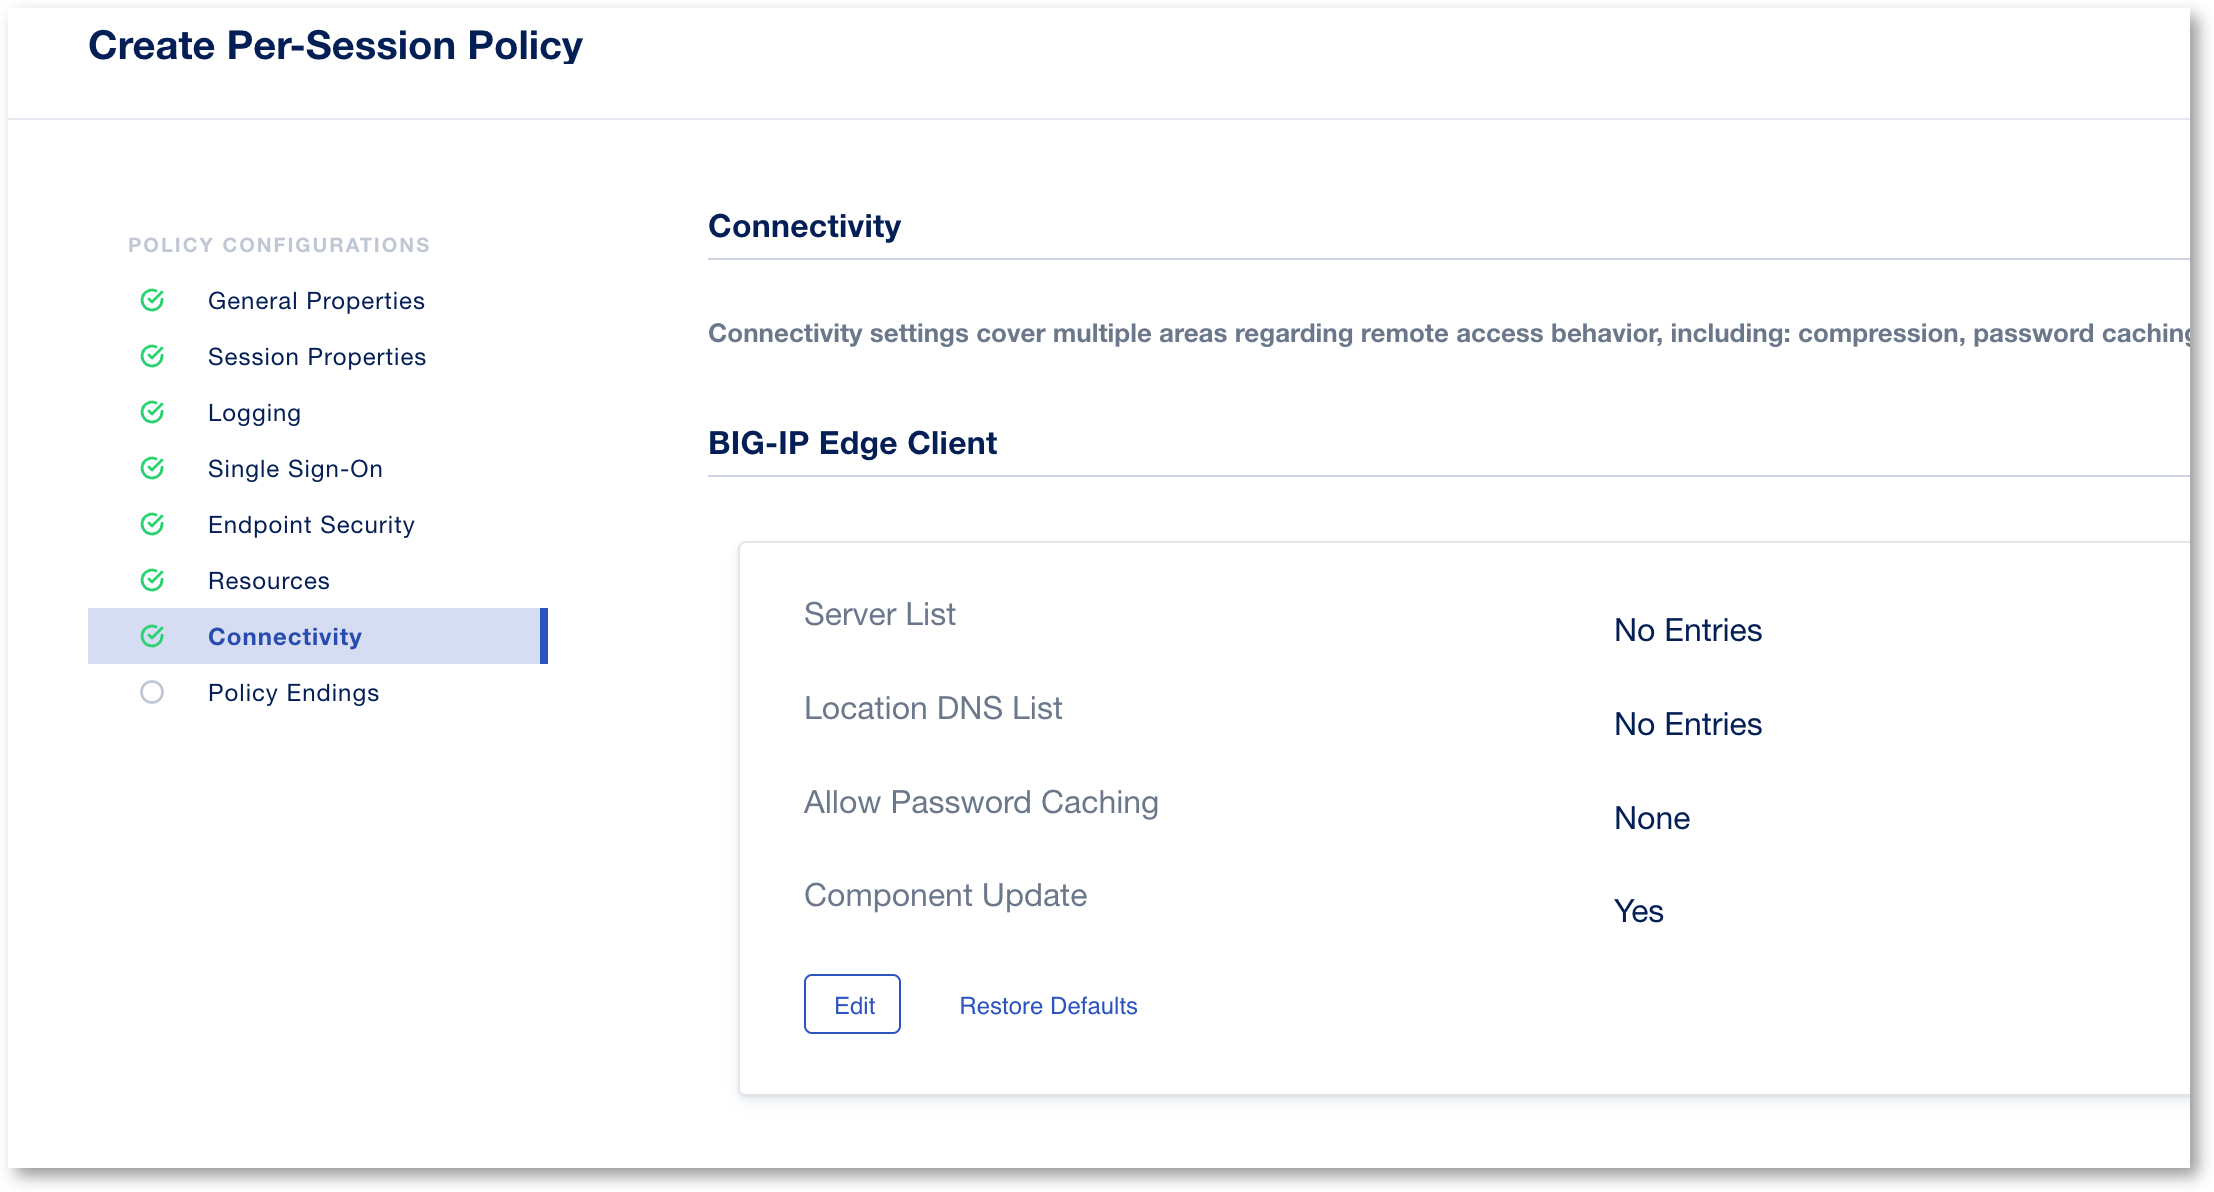 Create Per-Session Policy
POLICY CONFIGURATIONS
General Properties
Session Properties
Logging
Single Sign-On
Endpoint Security
Resources
Connectivity
Policy Endings
Connectivity
Connectivity settings cover multiple areas regarding remote access behavior, including: compression, password caching
BIG-IP Edge Client
Server List
No Entries
Location DNS List
No Entries
Allow Password Caching
None
Component Update
Yes
Edit
Restore Defaults